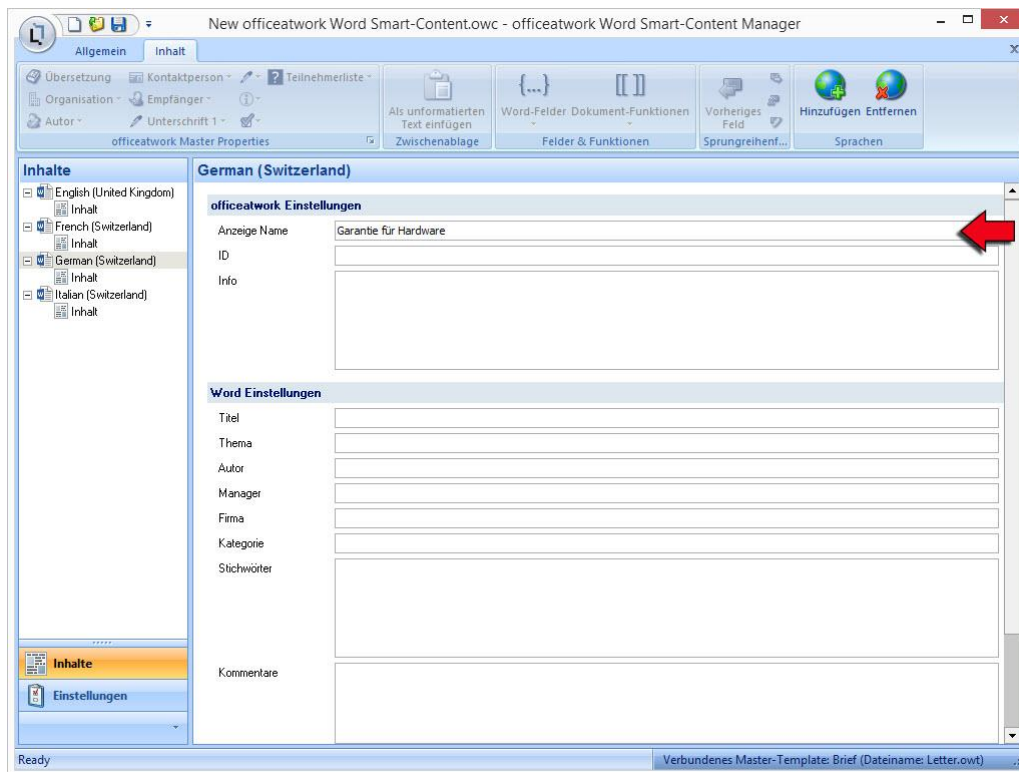 New officeatwork Word Smart-Content.owc - officeatwork Word Smart-Content Manager
Allgemein Inhalt
Übersetzung Kontaktperson Teilnehmerliste
Organisation Empfänger
Autor Unterschrift 1
officeatwork Master Properties
Als unformatierten Text einfügen
Zwischenablage
{...} [[ ]]
Word-Felder Dokument-Funktionen
Felder & Funktionen
Vorheriges Feld
Sprungreihenf...
Hinzufügen Entfernen
Sprachen
Inhalte
English (United Kingdom)
Inhalt
French (Switzerland)
Inhalt
German (Switzerland)
Inhalt
Italian (Switzerland)
Inhalt
Inhalte
Einstellungen
German (Switzerland)
officeatwork Einstellungen
Anzeige Name Garantie für Hardware
ID
Info
Word Einstellungen
Titel
Thema
Autor
Manager
Firma
Kategorie
Stichwörter
Kommentare
Ready Verbundenes Master-Template: Brief (Dateiname: Letter.owt)